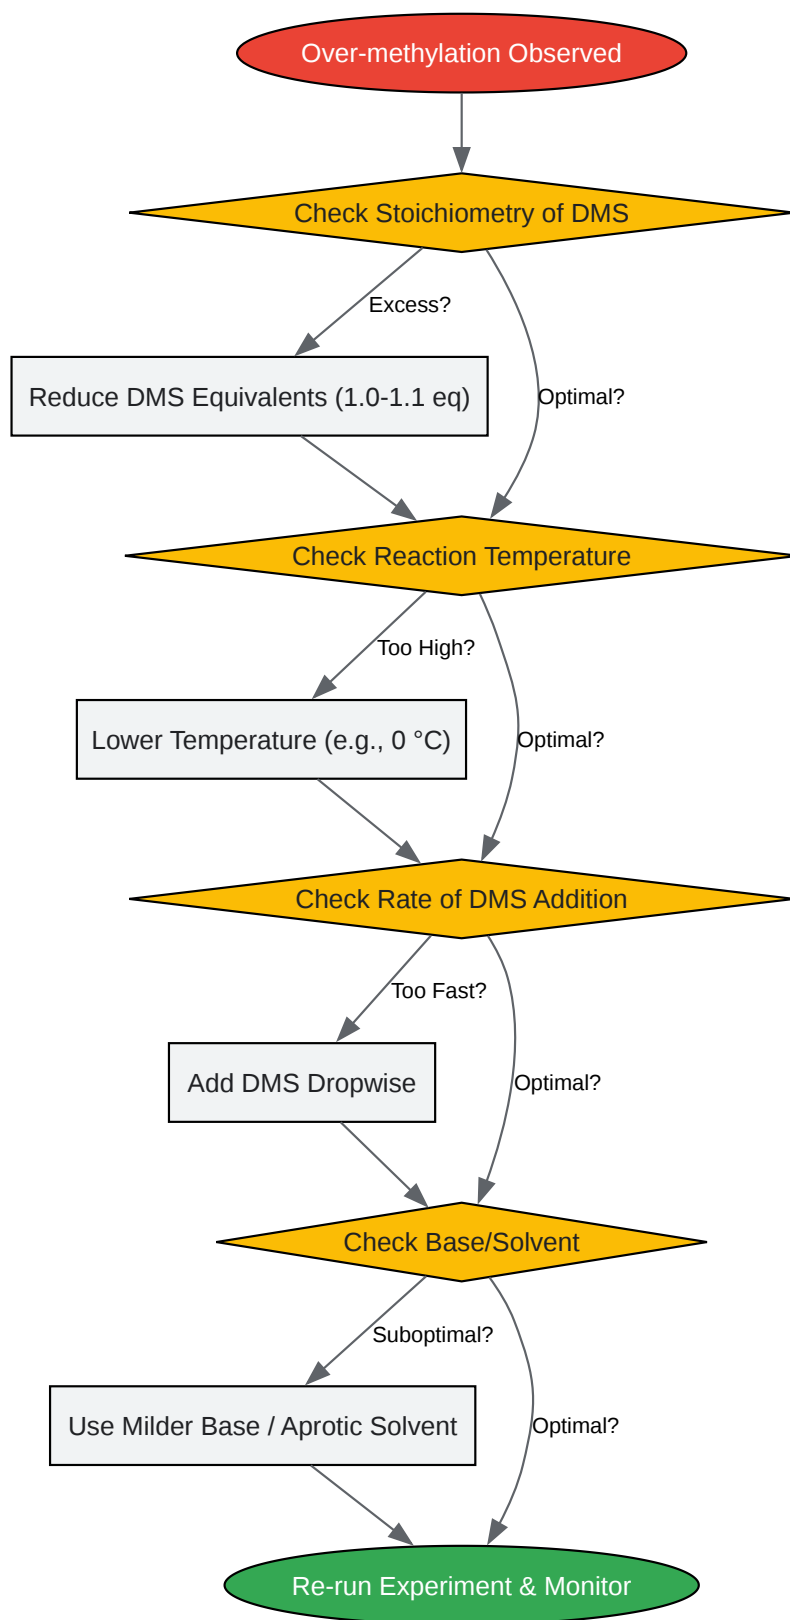 Over-methylation Observed
Check Stoichiometry of DMS
Excess?
Reduce DMS Equivalents (1.0-1.1 eq)
Optimal?
Check Reaction Temperature
Too High?
Lower Temperature (e.g., 0 °C)
Optimal?
Check Rate of DMS Addition
Too Fast?
Add DMS Dropwise
Optimal?
Check Base/Solvent
Suboptimal?
Use Milder Base / Aprotic Solvent
Optimal?
Re-run Experiment & Monitor